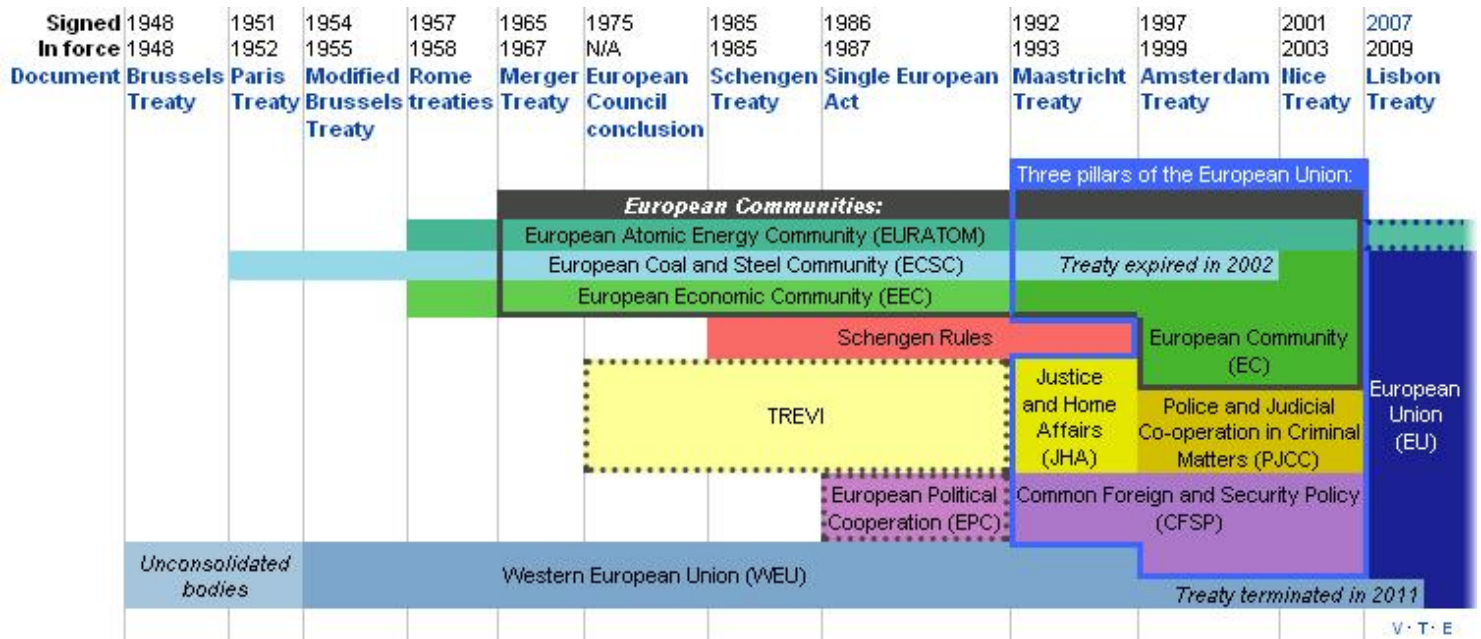 Signed 1948 1951 1954 1957 1965 1975 1985 1986 1992 1997 2001 2007
In force 1948 1952 1955 1958 1967 N/A 1985 1987 1993 1999 2003 2009
Document Brussels Paris Modified Rome Merger European Schengen Single European Maastricht Amsterdam Nice Lisbon
Treaty Treaty Brussels treaties Treaty Council Treaty Act Treaty Treaty Treaty Treaty
Treaty conclusion
Three pillars of the European Union:
European Communities:
European Atomic Energy Community (EURATOM)
European Coal and Steel Community (ECSC) Treaty expired in 2002
European Economic Community (EEC)
Schengen Rules
European Community
(EC)
Justice
and Home
Affairs
(JHA)
TREVI
Police and Judicial
Co-operation in Criminal
Matters (PJCC)
European
Union
(EU)
European Political
Cooperation (EPC)
Common Foreign and Security Policy
(CFSP)
Unconsolidated
bodies
Western European Union (WEU)
Treaty terminated in 2011
V · T · E